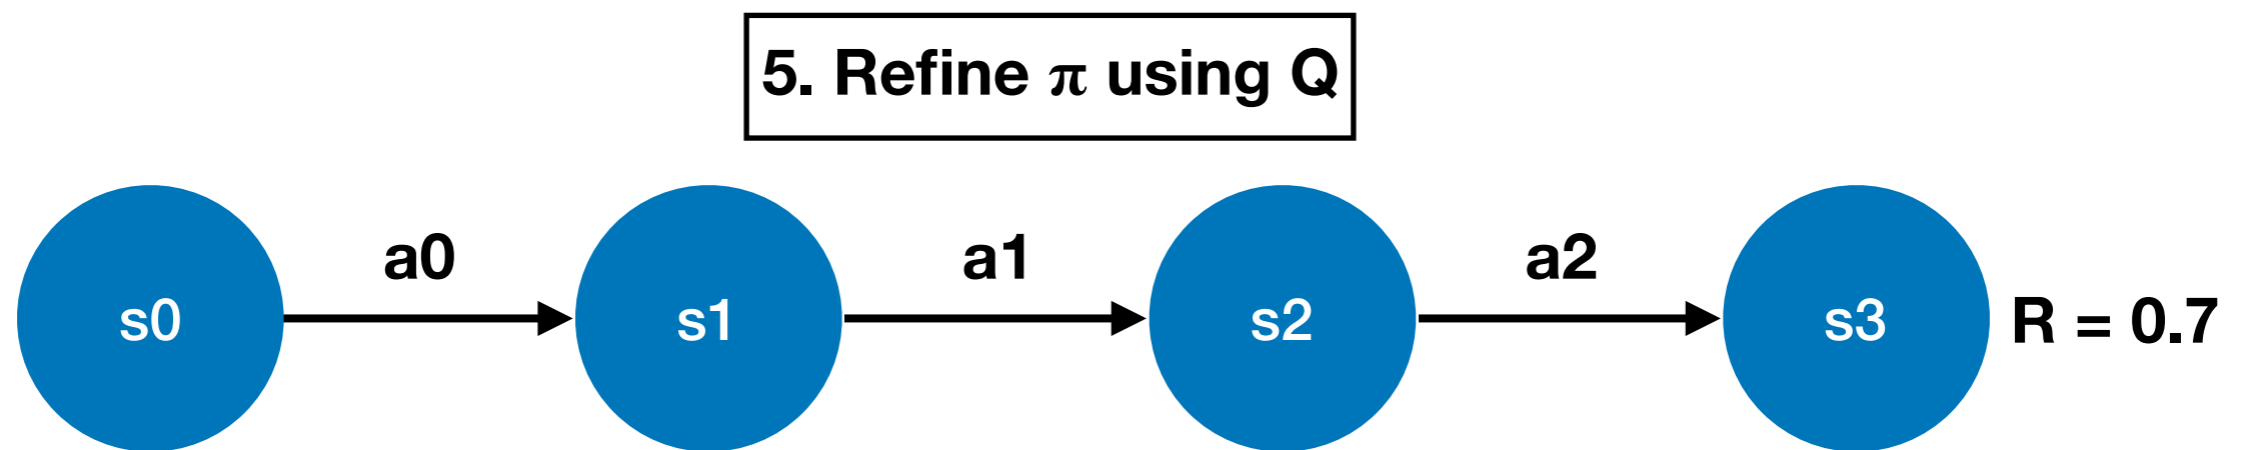 5. Refine π using Q
a0
a1
a2
s0
s1
s2
s3
R = 0.7